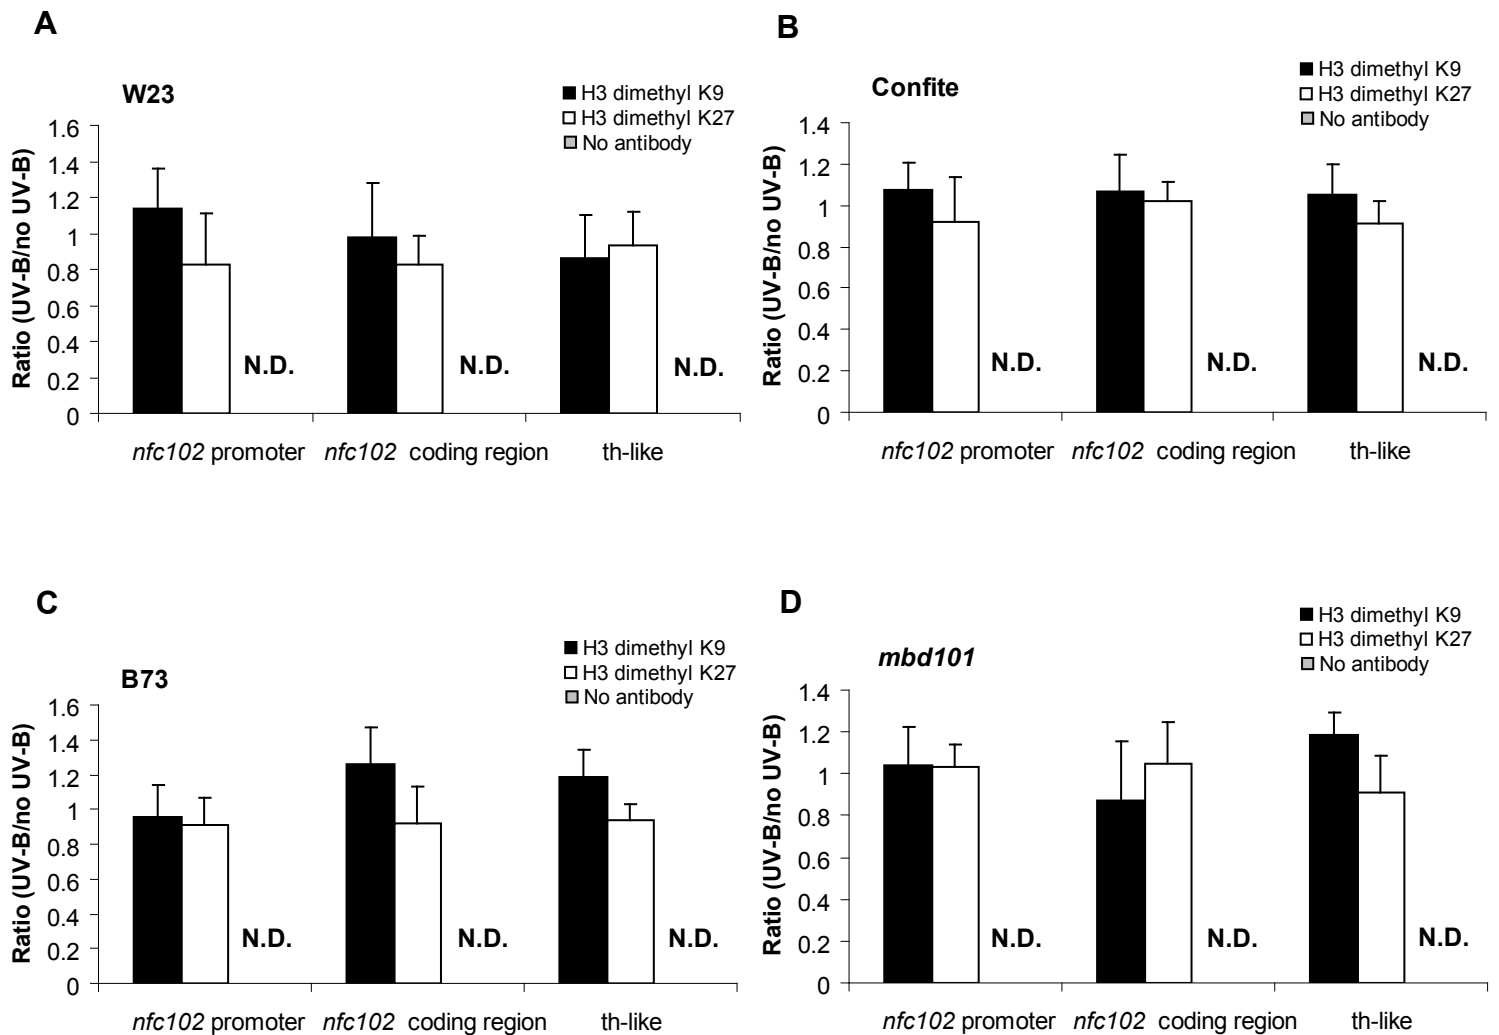 A
W23
H3 dimethyl K9
H3 dimethyl K27
No antibody
Ratio (UV-B/no UV-B)
1.6
1.4
1.2
1
0.8
0.6
0.4
0.2
0
N.D.
N.D.
N.D.
nfc102 promoter
nfc102 coding region
th-like
B
Confite
H3 dimethyl K9
H3 dimethyl K27
No antibody
Ratio (UV-B/no UV-B)
1.4
1.2
1
0.8
0.6
0.4
0.2
0
N.D.
N.D.
N.D.
nfc102 promoter
nfc102 coding region
th-like
C
B73
H3 dimethyl K9
H3 dimethyl K27
No antibody
Ratio (UV-B/no UV-B)
1.6
1.4
1.2
1
0.8
0.6
0.4
0.2
0
N.D.
N.D.
N.D.
nfc102 promoter
nfc102 coding region
th-like
D
mbd101
H3 dimethyl K9
H3 dimethyl K27
No antibody
Ratio (UV-B/no UV-B)
1.4
1.2
1
0.8
0.6
0.4
0.2
0
N.D.
N.D.
N.D.
nfc102 promoter
nfc102 coding region
th-like